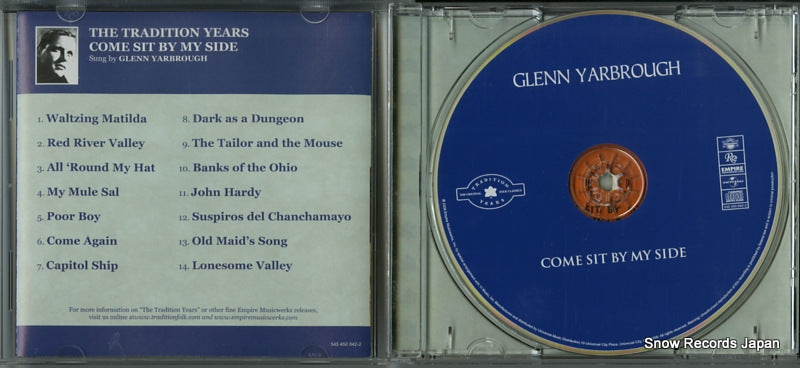 THE TRADITION YEARS
COME SIT BY MY SIDE
Sung by GLENN YARBROUGH
1. Waltzing Matilda
2. Red River Valley
3. All 'Round My Hat
4. My Mule Sal
5. Poor Boy
6. Come Again
7. Capitol Ship
8. Dark as a Dungeon
9. The Tailor and the Mouse
10. Banks of the Ohio
11. John Hardy
12. Suspiros del Chanchamayo
13. Old Maid's Song
14. Lonesome Valley
For more information on "The Tradition Years" or other fine Empire Musicwerks releases,
visit us online at www.traditionfolk.com and www.empiremusicwerks.com.
545 450 042-2
GLENN YARBROUGH
TRADITION
YEARS
EMPIRE
UNIVERSAL
COME SIT BY MY SIDE
Snow Records Japan